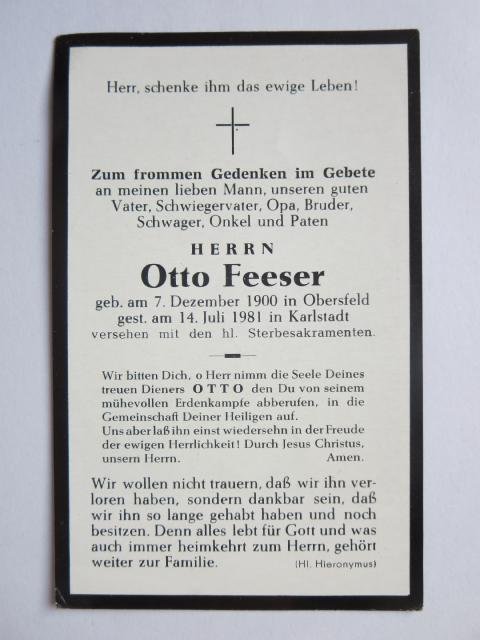 Herr, schenke ihm das ewige Leben!
Zum frommen Gedenken im Gebete
an meinen lieben Mann, unseren guten
Vater, Schwiegervater, Opa, Bruder,
Schwager, Onkel und Paten
HERRN
Otto Feeser
geb. am 7. Dezember 1900 in Obersfeld
gest. am 14. Juli 1981 in Karlstadt
versehen mit den hl. Sterbesakramenten.
Wir bitten Dich, o Herr nimm die Seele Deines
treuen Dieners OTTO den Du von seinem
mühevollen Erdenkampfe abberufen, in die
Gemeinschaft Deiner Heiligen auf.
Uns aber laß ihn einst wiedersehn in der Freude
der ewigen Herrlichkeit! Durch Jesus Christus,
unsern Herrn. Amen.
Wir wollen nicht trauern, daß wir ihn ver-
loren haben, sondern dankbar sein, daß
wir ihn so lange gehabt haben und noch
besitzen. Denn alles lebt für Gott und was
auch immer heimkehrt zum Herrn, gehört
weiter zur Familie. (Hl. Hieronymus)